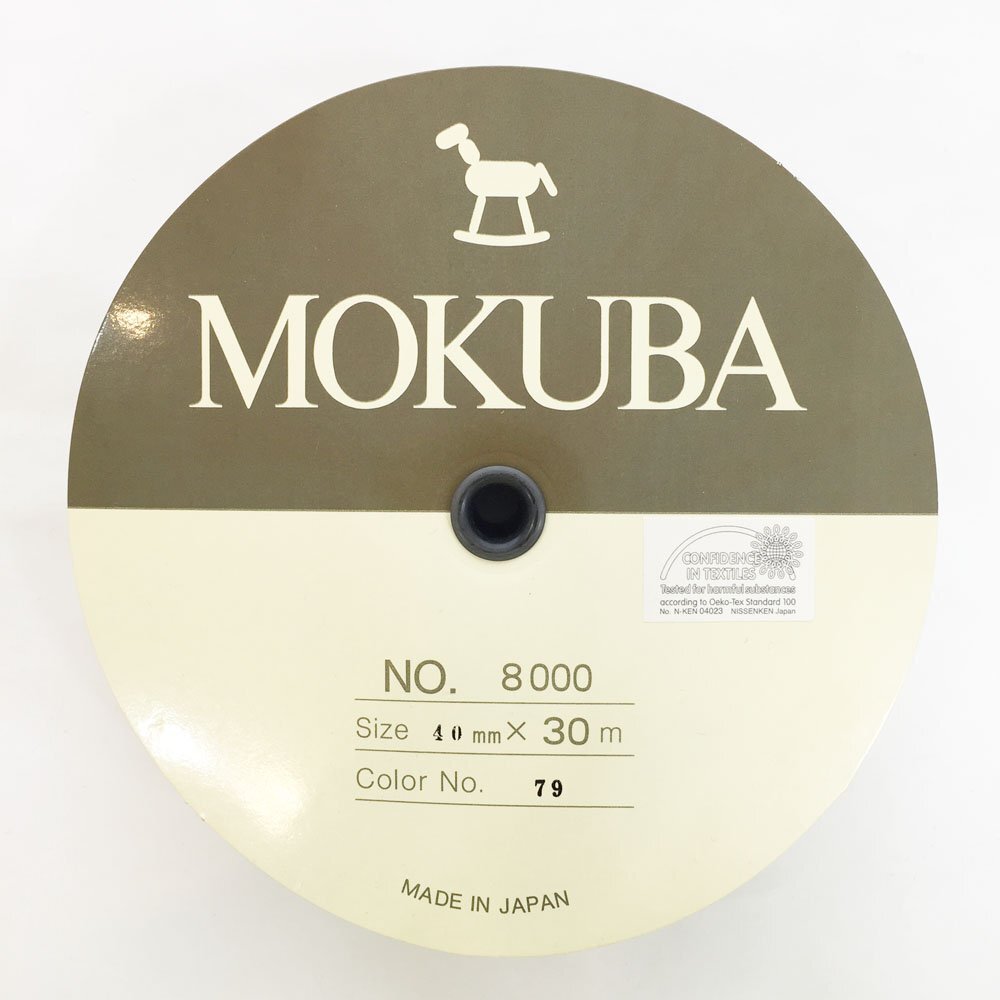 MOKUBA
CONFIDENCE
IN TEXTILES
Tested for harmful substances
according to Oeko-Tex Standard 100
No. N-KEN 04023 NISSENKEN Japan
NO. 8000
Size 40 mm × 30 m
Color No. 79
MADE IN JAPAN